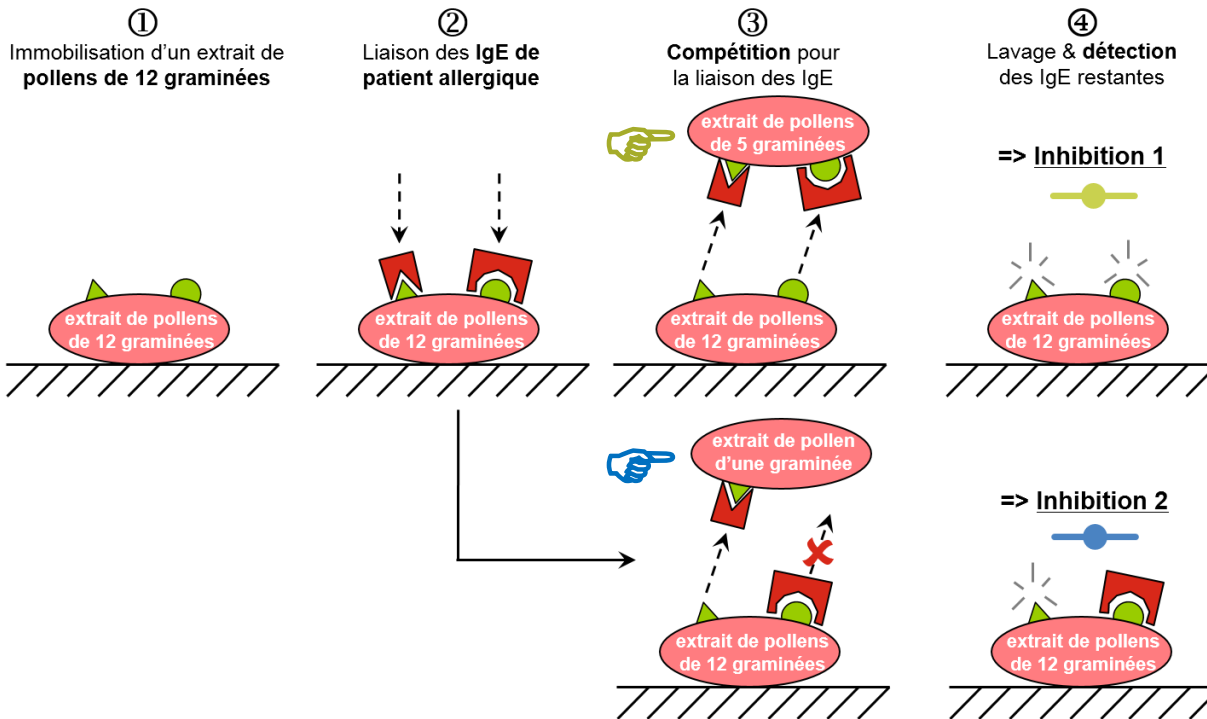 ①
Immobilisation d’un extrait de
pollens de 12 graminées
②
Liaison des IgE de
patient allergique
③
Compétition pour
la liaison des IgE
④
Lavage & détection
des IgE restantes
extrait de pollens
de 12 graminées
extrait de pollens
de 12 graminées
extrait de pollens
de 5 graminées
extrait de pollens
de 12 graminées
=> Inhibition 1
extrait de pollens
de 12 graminées
extrait de pollen
d’une graminée
extrait de pollens
de 12 graminées
=> Inhibition 2
extrait de pollens
de 12 graminées